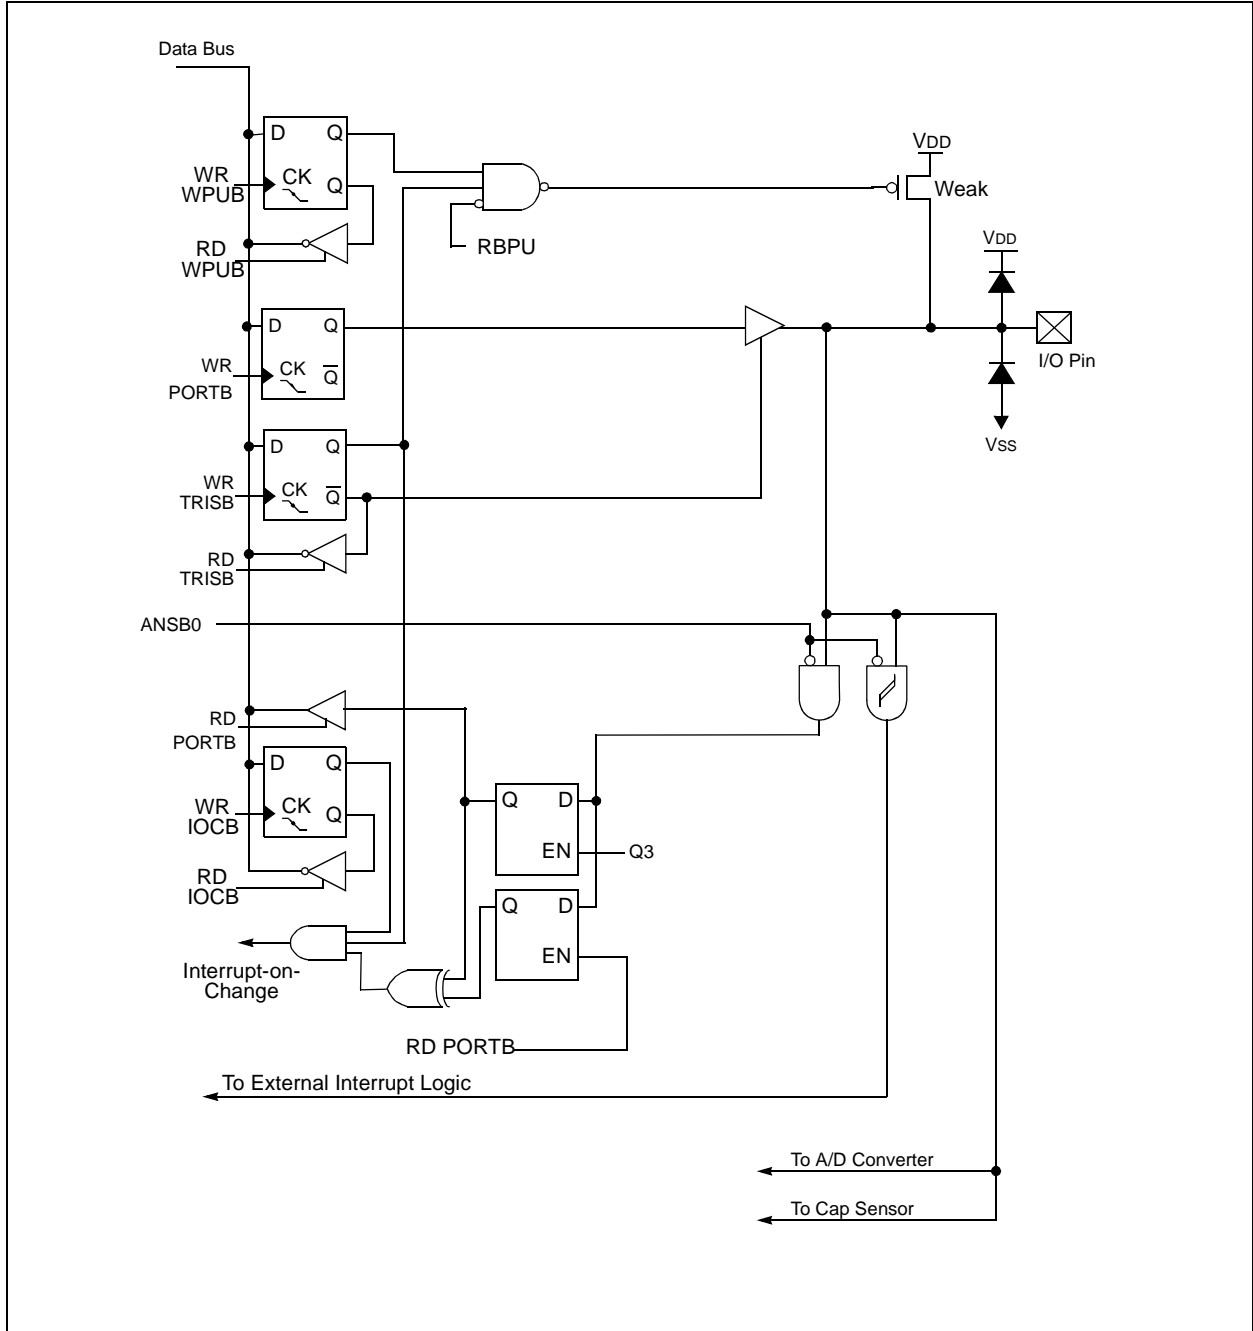 Data Bus
D Q
WR
WPUB
CK
Q
RD
WPUB
RBPU
VDD
Weak
VDD
I/O Pin
VSS
D Q
WR
PORTB
CK
Q̅
D Q
WR
TRISB
CK
Q̅
RD
TRISB
ANSB0
RD
PORTB
D Q
WR
IOCB
CK
Q
RD
IOCB
Q D
EN
Q3
Q D
EN
Interrupt-on-
Change
RD PORTB
To External Interrupt Logic
To A/D Converter
To Cap Sensor